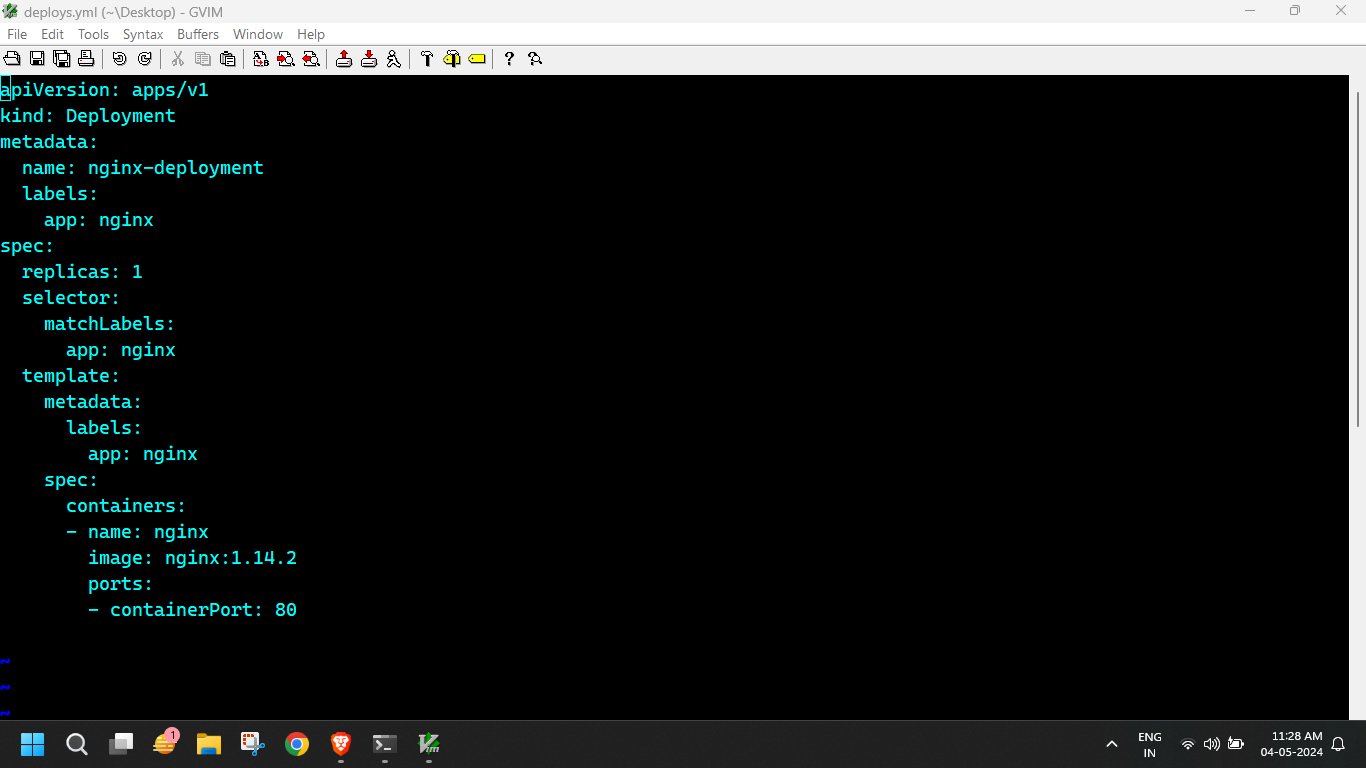 deploys.yml (~\Desktop) - GVIM
File Edit Tools Syntax Buffers Window Help
apiVersion: apps/v1
kind: Deployment
metadata:
  name: nginx-deployment
  labels:
    app: nginx
spec:
  replicas: 1
  selector:
    matchLabels:
      app: nginx
  template:
    metadata:
      labels:
        app: nginx
    spec:
      containers:
      - name: nginx
        image: nginx:1.14.2
        ports:
        - containerPort: 80
~
~
~
1
ENG
IN
11:28 AM
04-05-2024